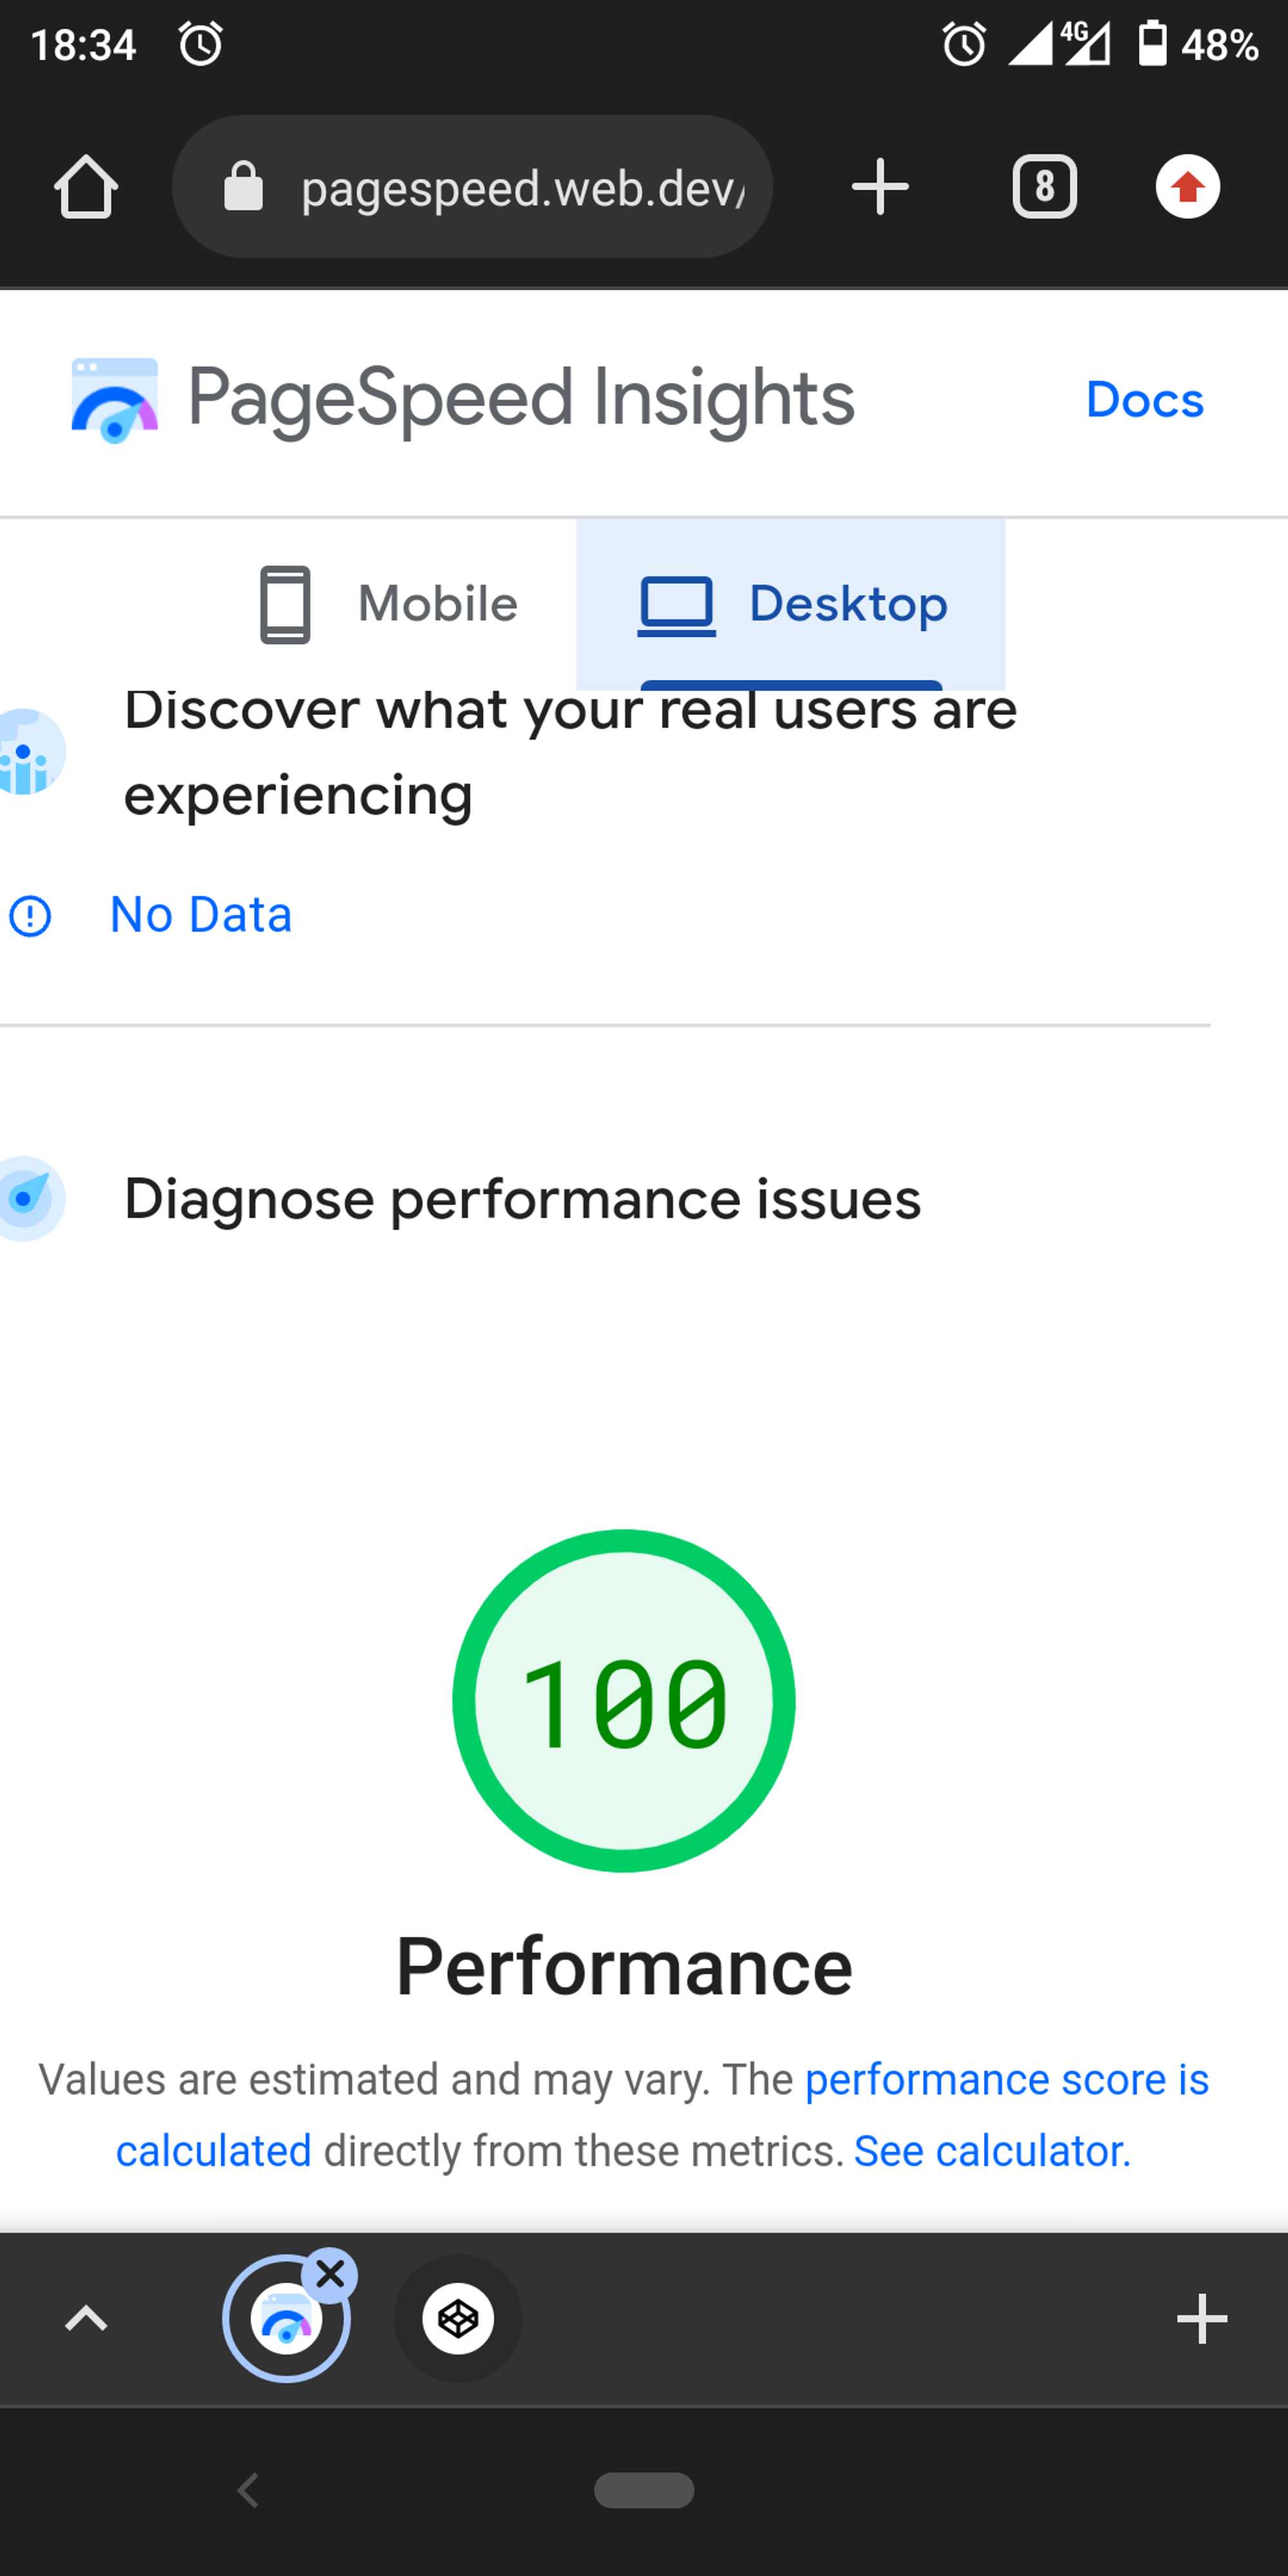 18:34
4G
48%
pagespeed.web.dev/
8
PageSpeed Insights
Docs
Mobile
Desktop
Discover what your real users are
experiencing
No Data
Diagnose performance issues
100
Performance
Values are estimated and may vary. The performance score is
calculated directly from these metrics. See calculator.